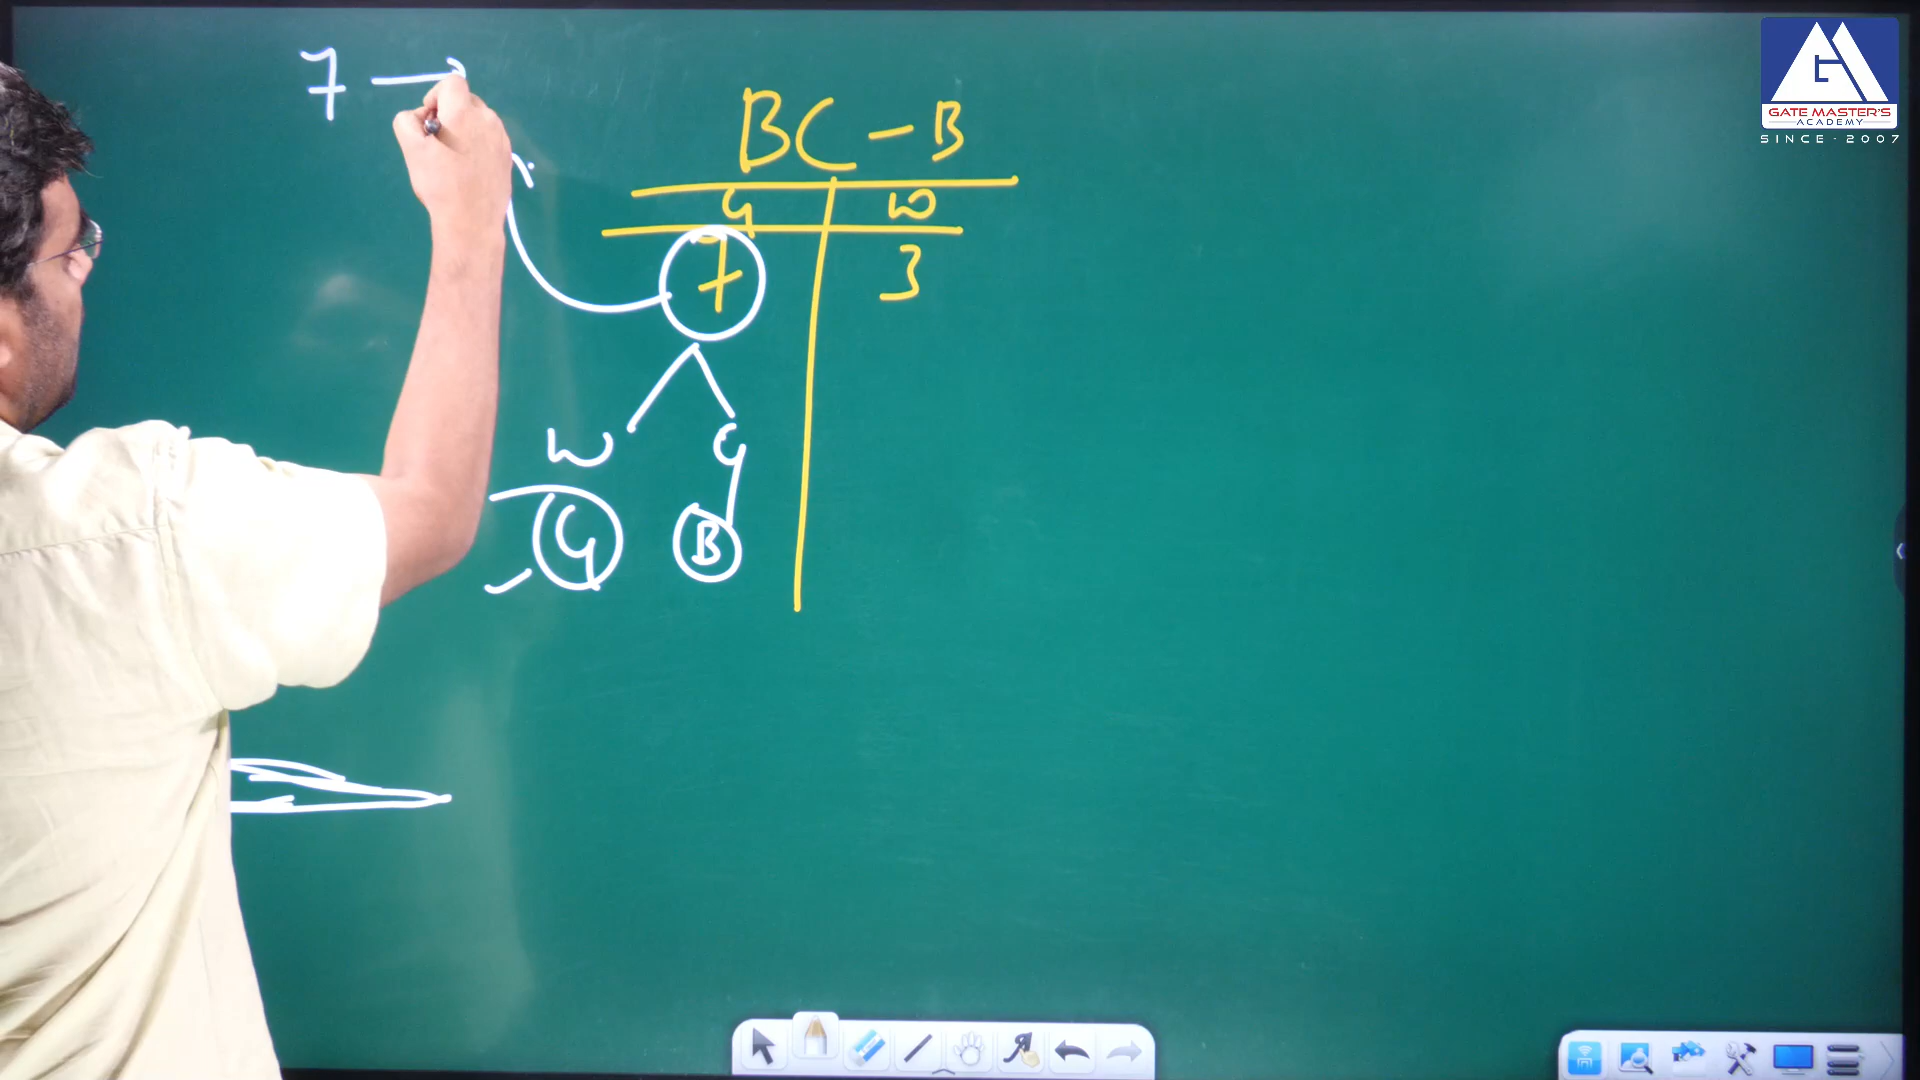 7 →
BC - B
G W
7 3
W G
G B
GATE MASTER'S
ACADEMY
SINCE - 2007